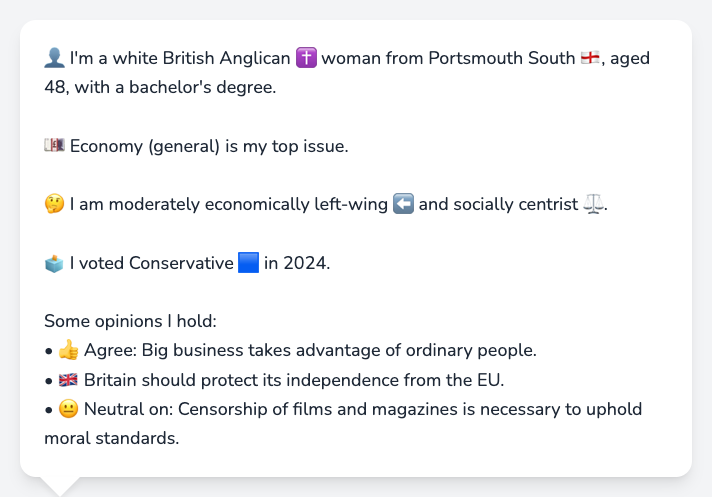 👤 I'm a white British Anglican ✝️ woman from Portsmouth South 🏴󠁧󠁢󠁥󠁮󠁧󠁿, aged
48, with a bachelor's degree.
💷 Economy (general) is my top issue.
🤔 I am moderately economically left-wing ⬅️ and socially centrist ⚖️.
🗳️ I voted Conservative 🟦 in 2024.
Some opinions I hold:
• 👍 Agree: Big business takes advantage of ordinary people.
• 🇬🇧 Britain should protect its independence from the EU.
• 😐 Neutral on: Censorship of films and magazines is necessary to uphold
moral standards.